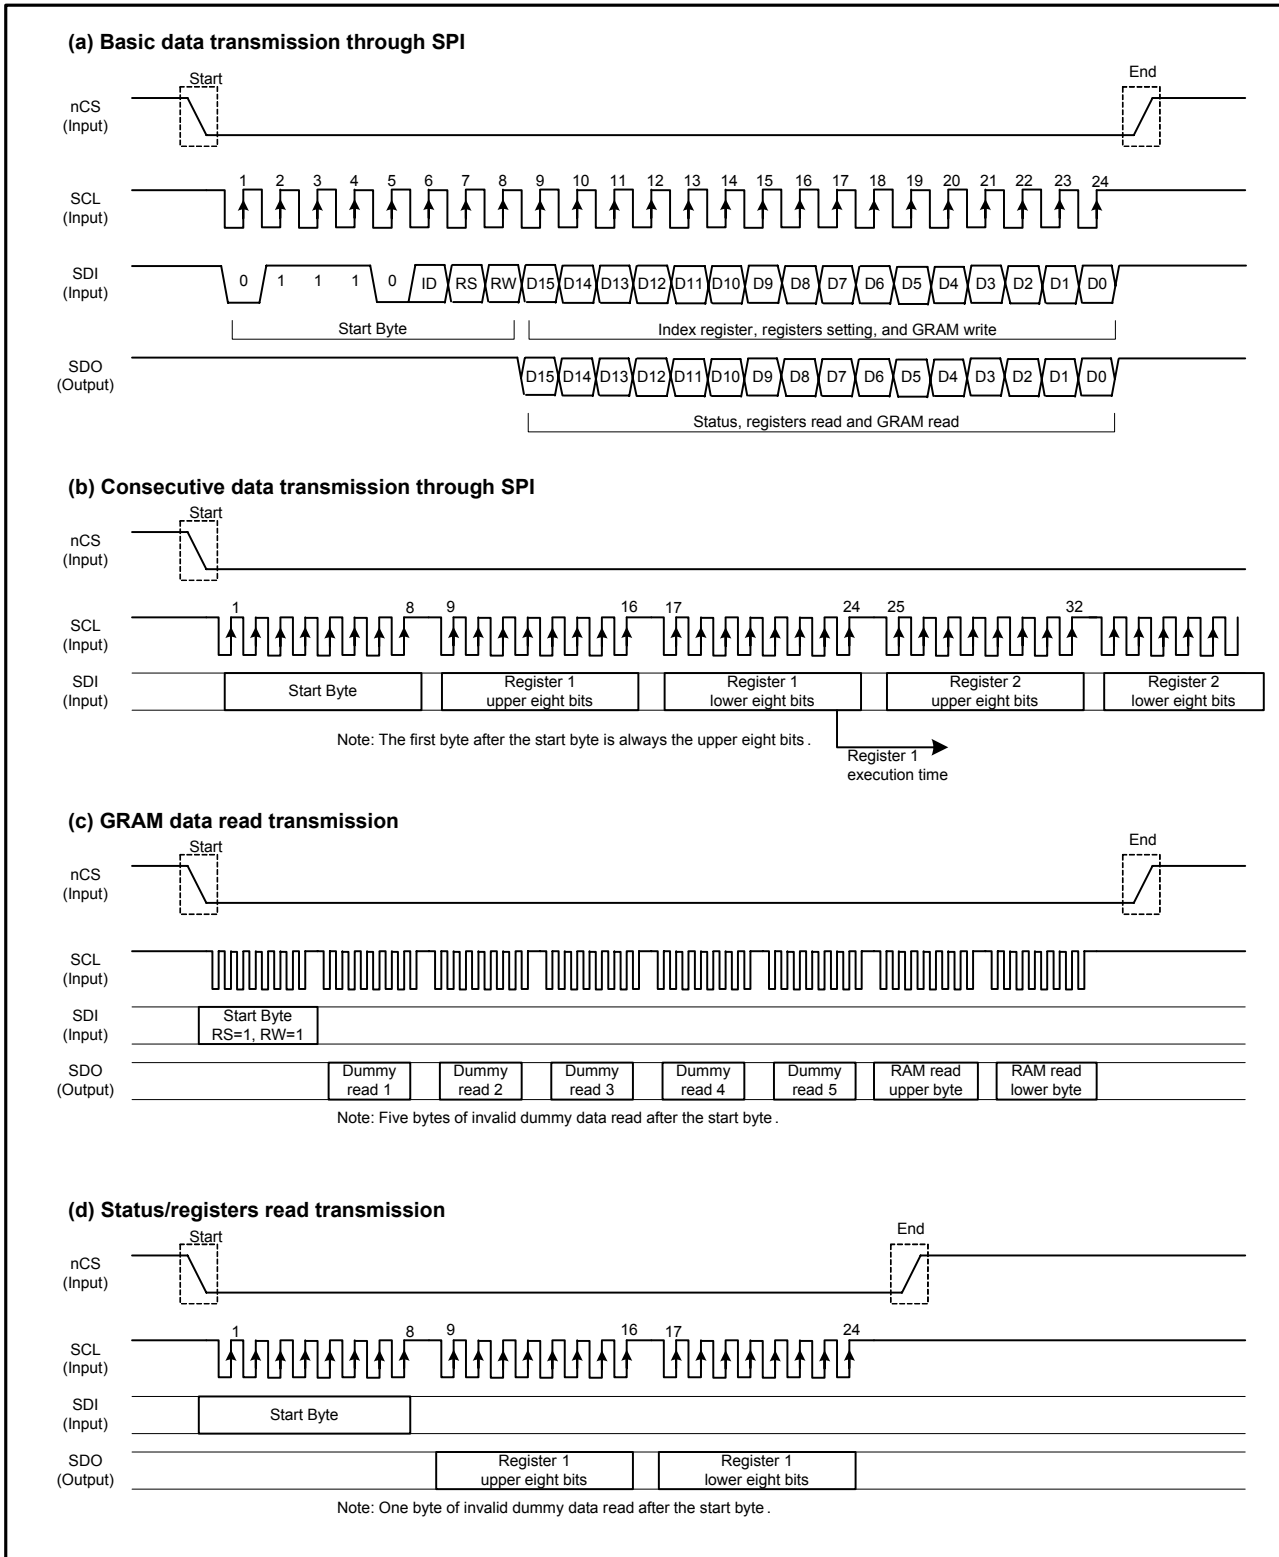 (a) Basic data transmission through SPI
Start
End
nCS
(Input)
1 2 3 4 5 6 7 8 9 10 11 12 13 14 15 16 17 18 19 20 21 22 23 24
SCL
(Input)
SDI
(Input)
0 1 1 1 0 ID RS RW D15 D14 D13 D12 D11 D10 D9 D8 D7 D6 D5 D4 D3 D2 D1 D0
Start Byte
Index register, registers setting, and GRAM write
SDO
(Output)
D15 D14 D13 D12 D11 D10 D9 D8 D7 D6 D5 D4 D3 D2 D1 D0
Status, registers read and GRAM read
(b) Consecutive data transmission through SPI
Start
nCS
(Input)
1 8 9 16 17 24 25 32
SCL
(Input)
SDI
(Input)
Start Byte
Register 1
upper eight bits
Register 1
lower eight bits
Register 2
upper eight bits
Register 2
lower eight bits
Note: The first byte after the start byte is always the upper eight bits.
Register 1
execution time
(c) GRAM data read transmission
Start
End
nCS
(Input)
SCL
(Input)
SDI
(Input)
Start Byte
RS=1, RW=1
SDO
(Output)
Dummy
read 1
Dummy
read 2
Dummy
read 3
Dummy
read 4
Dummy
read 5
RAM read
upper byte
RAM read
lower byte
Note: Five bytes of invalid dummy data read after the start byte.
(d) Status/registers read transmission
Start
End
nCS
(Input)
1 8 9 16 17 24
SCL
(Input)
SDI
(Input)
Start Byte
SDO
(Output)
Register 1
upper eight bits
Register 1
lower eight bits
Note: One byte of invalid dummy data read after the start byte.